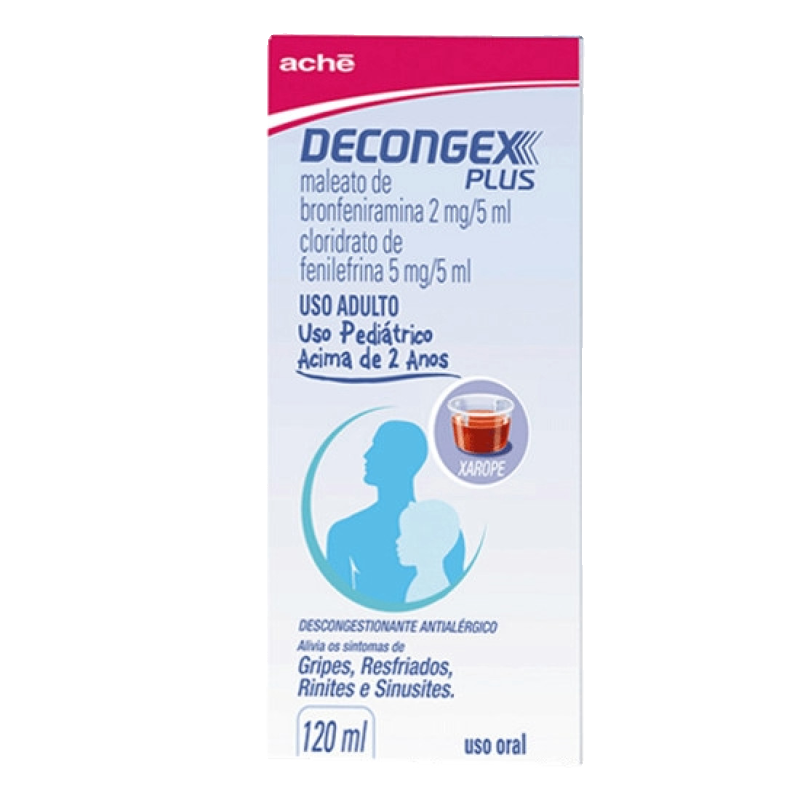 achē
DECONGEX
PLUS
maleato de
bronfeniramina 2 mg/5 ml
cloridrato de
fenilefrina 5 mg/5 ml
USO ADULTO
Uso Pediátrico
Acima de 2 Anos
XAROPE
DESCONGESTIONANTE ANTIALÉRGICO
Alivia os sintomas de
Gripes, Resfriados,
Rinites e Sinusites.
120 ml
uso oral